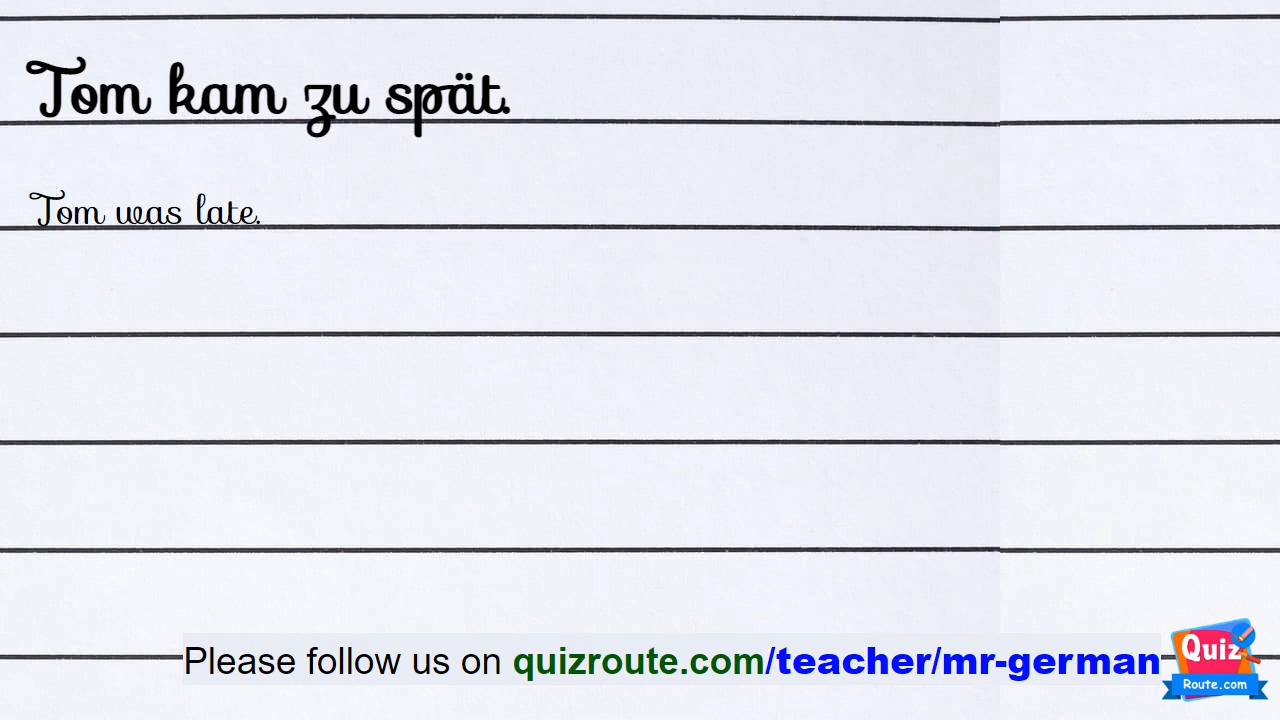 Tom kam zu spät.
Tom was late.
Please follow us on quizroute.com/teacher/mr-german
Quiz
Route.com